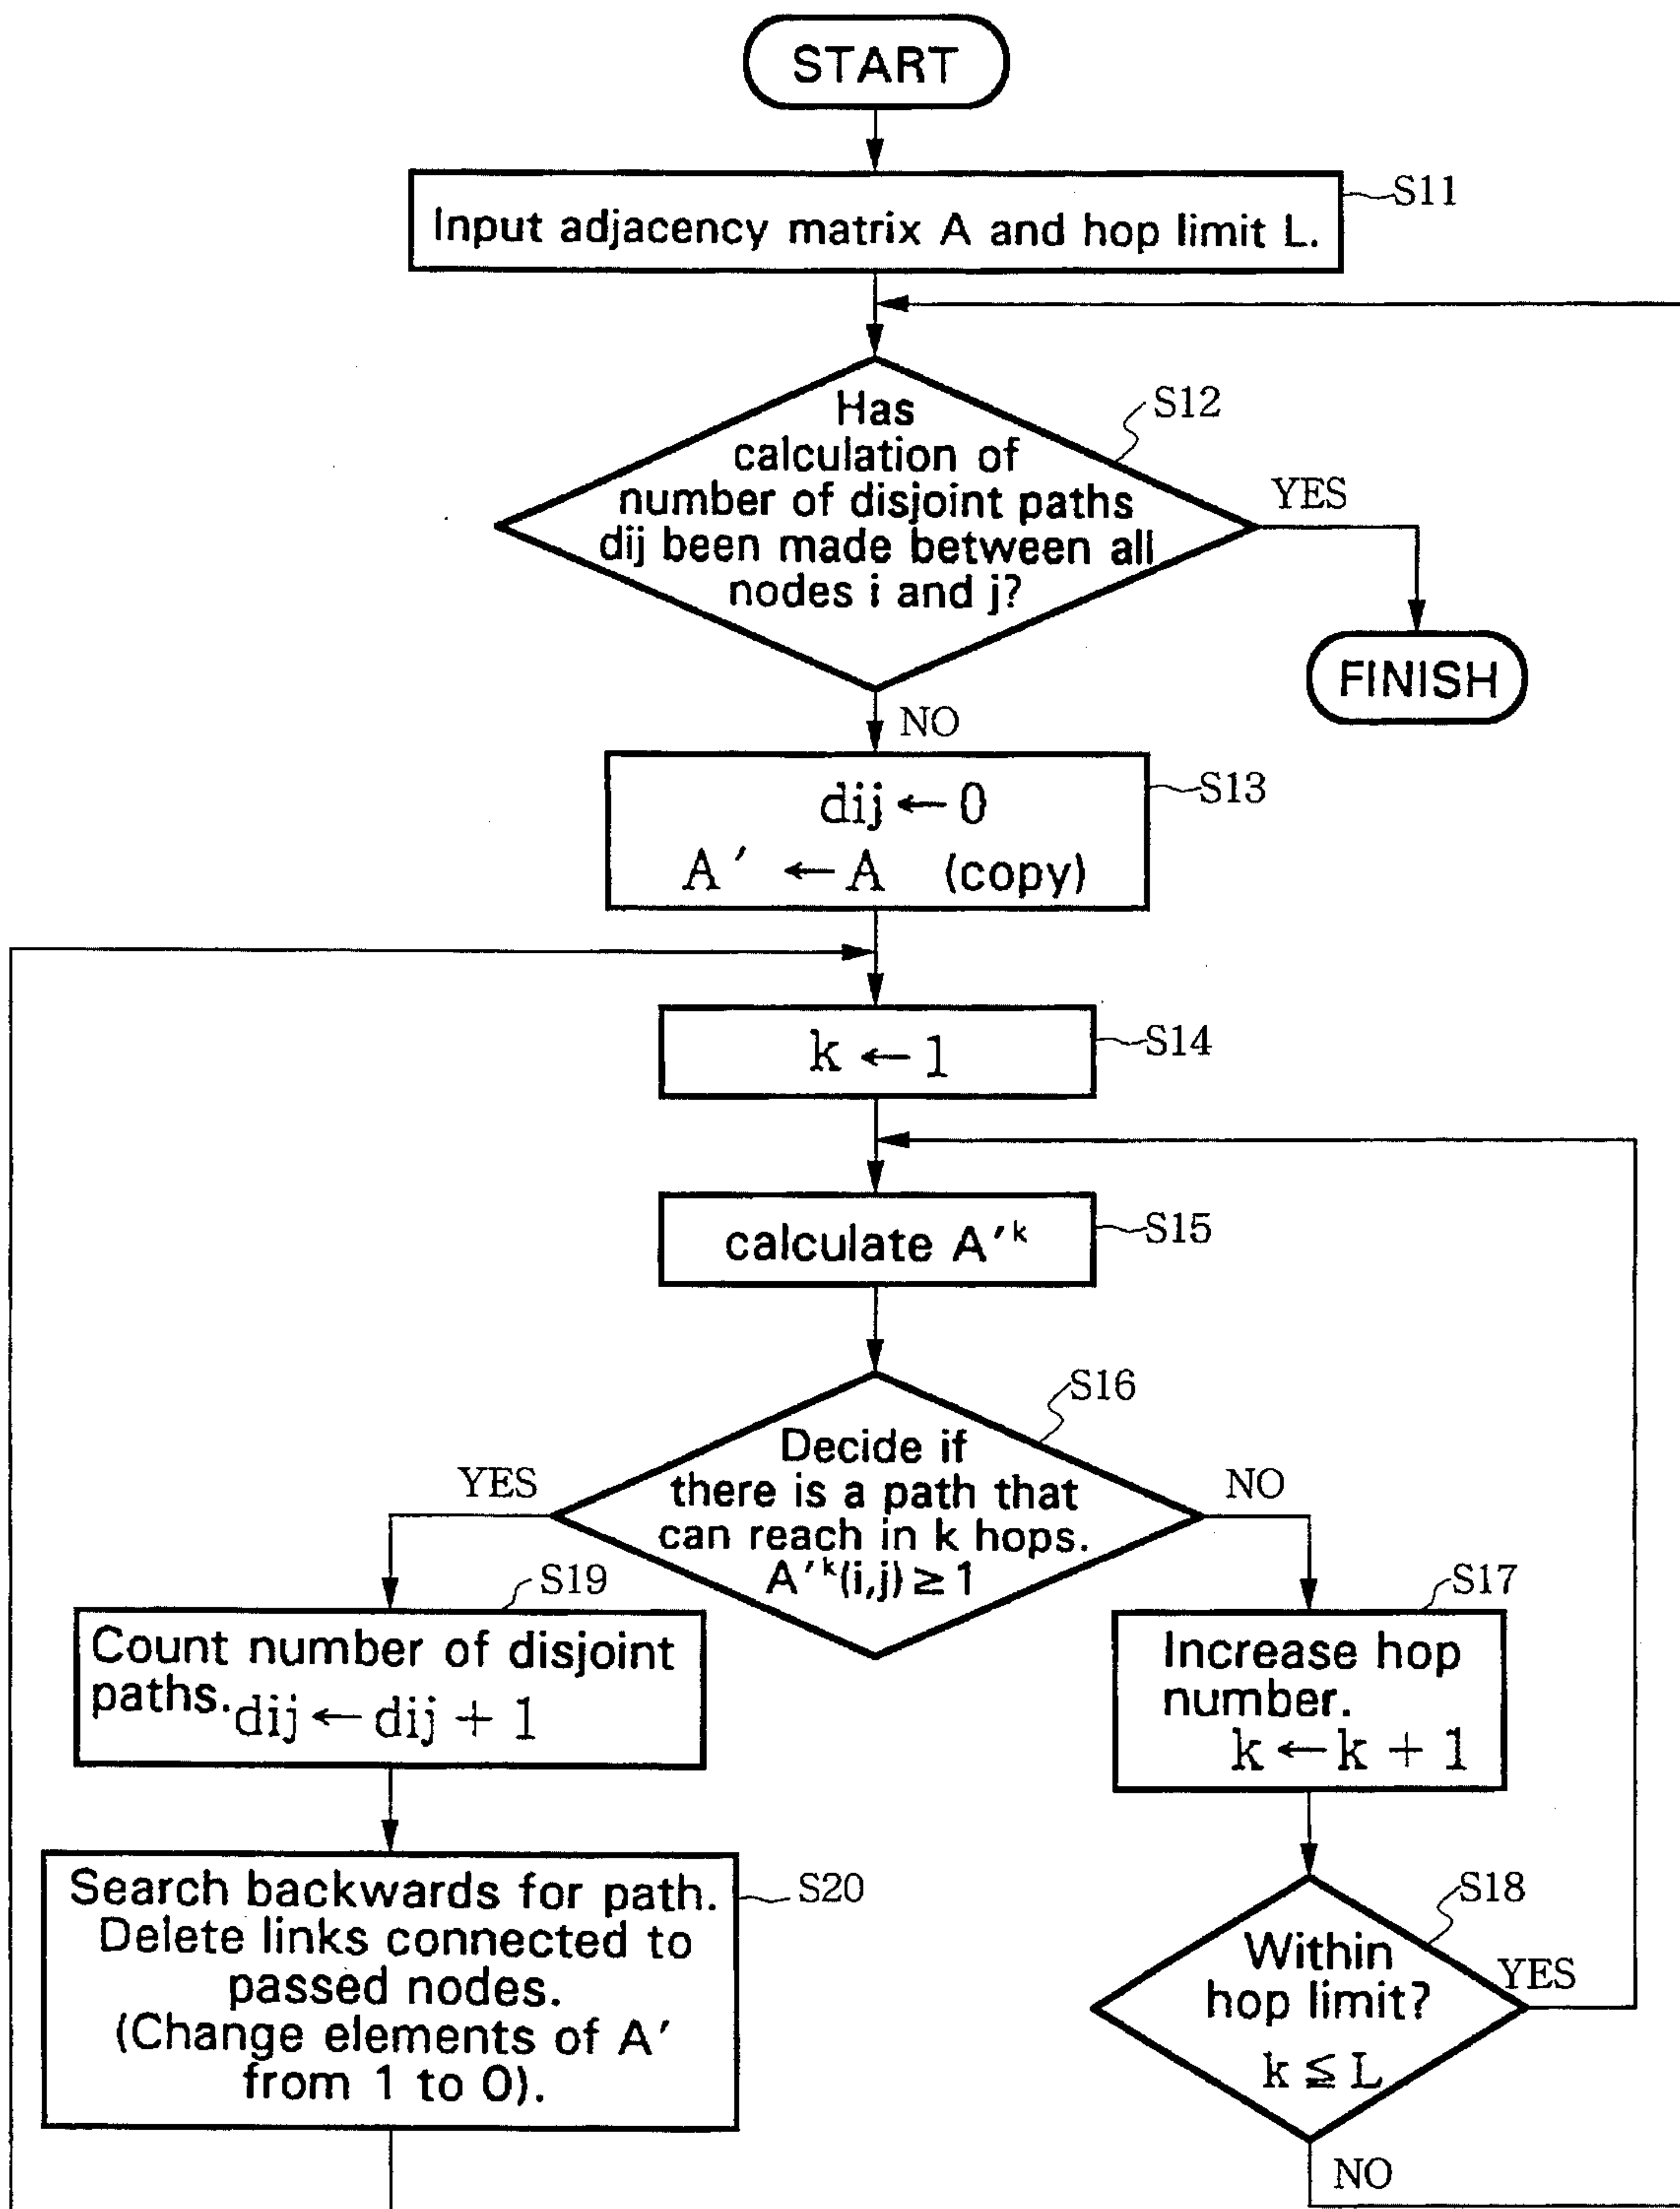 START
S11
Input adjacency matrix A and hop limit L.
S12
Has
calculation of
number of disjoint paths
dij been made between all
nodes i and j?
YES
FINISH
NO
S13
dij ← 0
A′ ← A (copy)
S14
k ← 1
S15
calculate A′ᵏ
S16
Decide if
there is a path that
can reach in k hops.
A′ᵏ(i,j) ≥ 1
YES
NO
S19
Count number of disjoint
paths. dij ← dij + 1
S17
Increase hop
number.
k ← k + 1
S20
Search backwards for path.
Delete links connected to
passed nodes.
(Change elements of A′
from 1 to 0).
S18
Within
hop limit?
k ≦ L
YES
NO